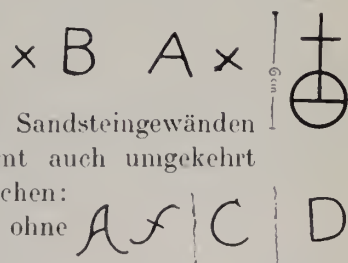 x B A x 6 cm
Sandsteingewänden
nt auch umgekehrt
chen:
ohne A f C D